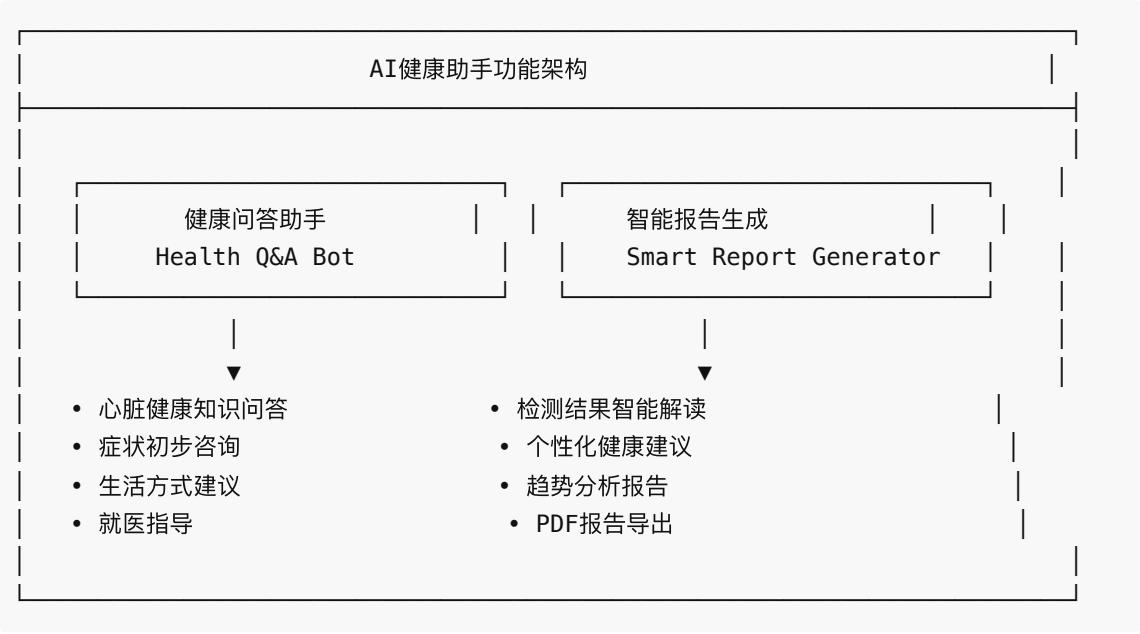 AI健康助手功能架构
健康问答助手 智能报告生成
Health Q&A Bot Smart Report Generator
• 心脏健康知识问答 • 检测结果智能解读
• 症状初步咨询 • 个性化健康建议
• 生活方式建议 • 趋势分析报告
• 就医指导 • PDF报告导出